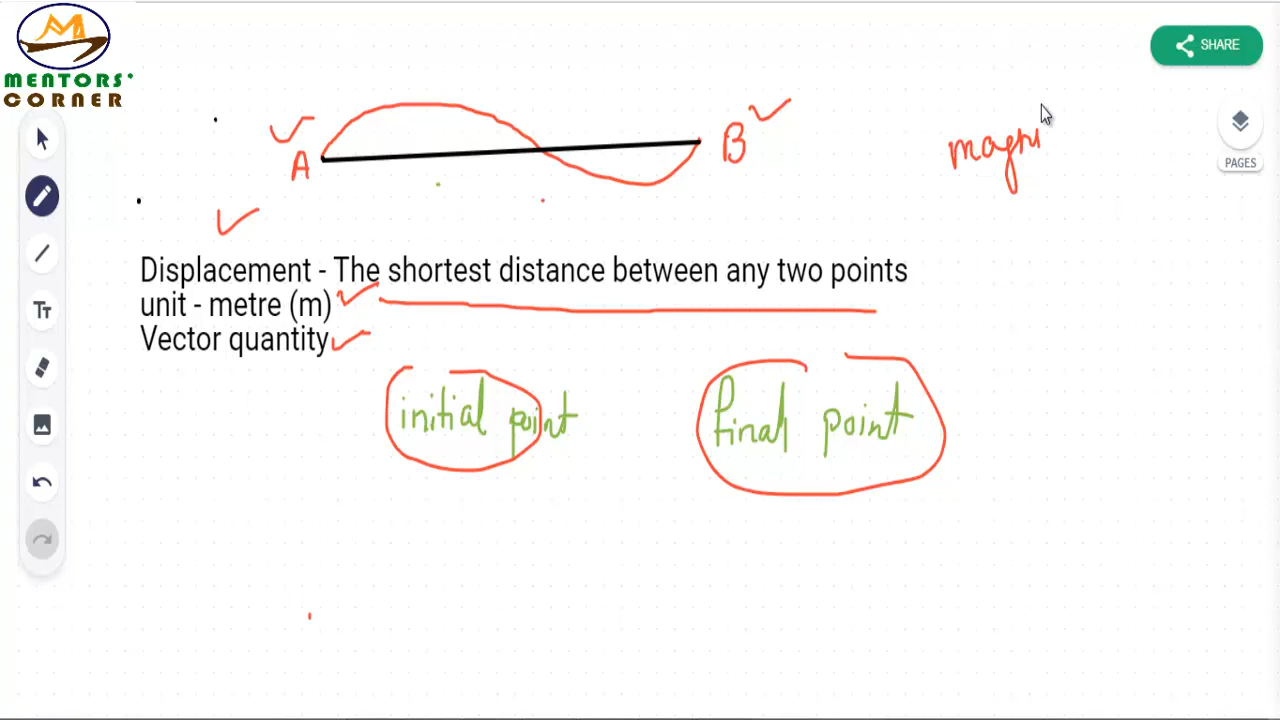 MENTORS'
CORNER
SHARE
PAGES
A
B
magni
Displacement - The shortest distance between any two points
unit - metre (m)
Vector quantity
initial point
final point
Tт